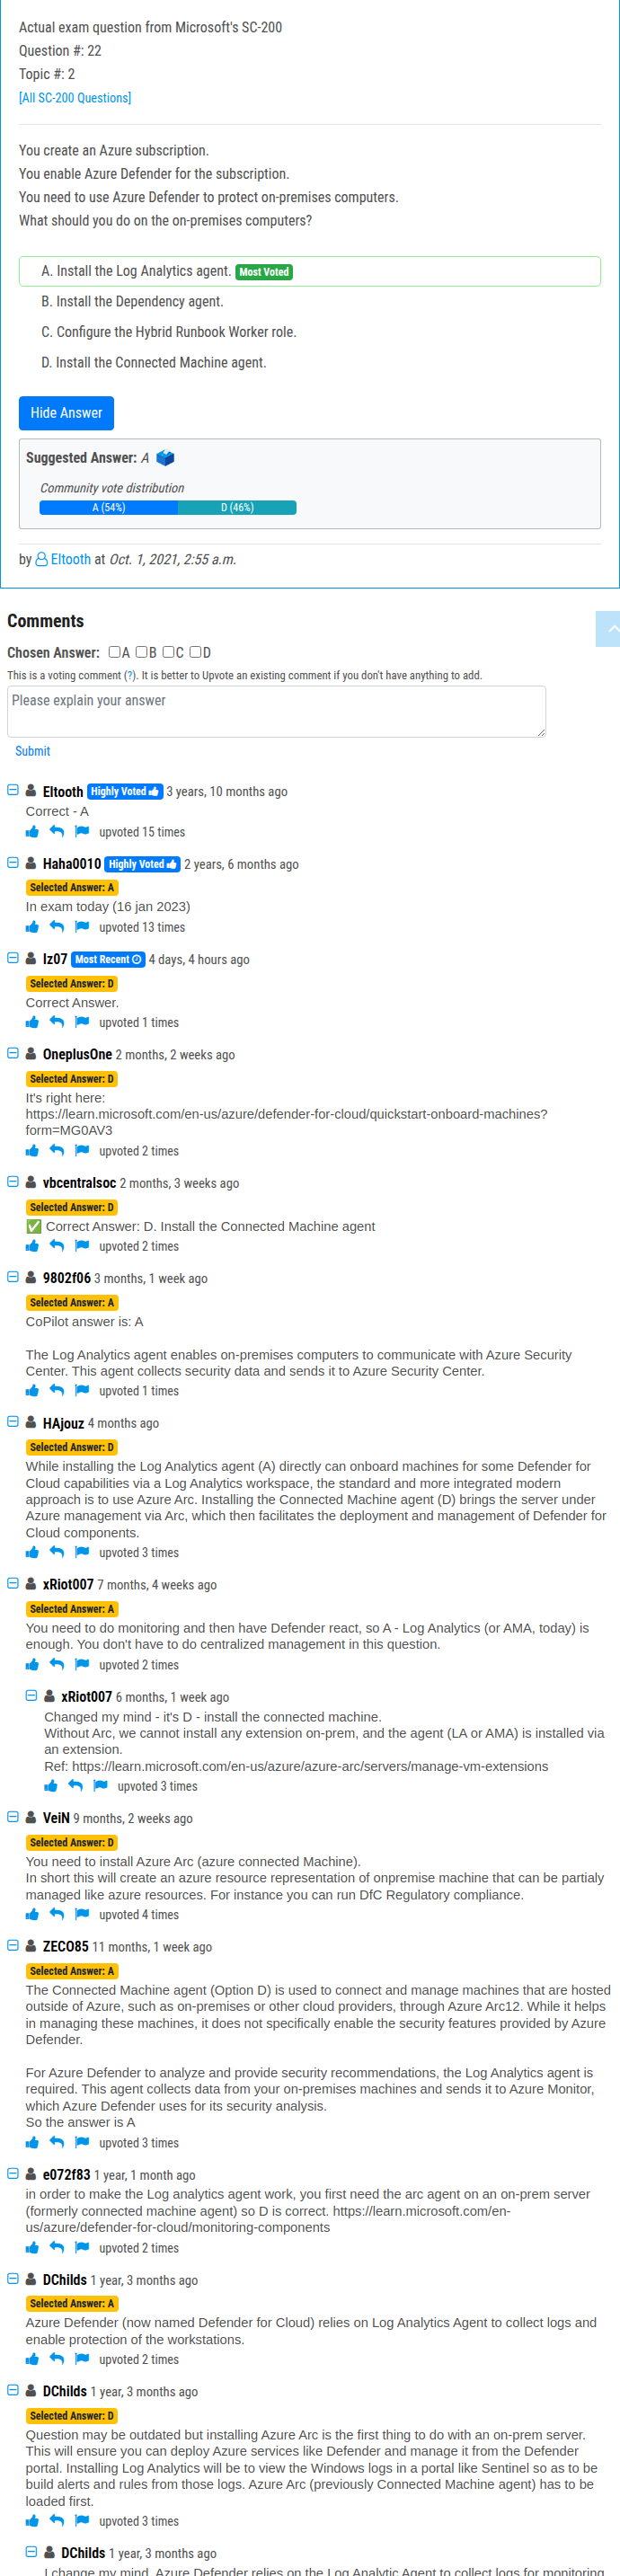 Actual exam question from Microsoft's SC-200
Question #: 22
Topic #: 2
[All SC-200 Questions]
You create an Azure subscription.
You enable Azure Defender for the subscription.
You need to use Azure Defender to protect on-premises computers.
What should you do on the on-premises computers?
A. Install the Log Analytics agent. Most Voted
B. Install the Dependency agent.
C. Configure the Hybrid Runbook Worker role.
D. Install the Connected Machine agent.
Hide Answer
Suggested Answer: A
Community vote distribution
A (54%) D (46%)
by Eltooth at Oct. 1, 2021, 2:55 a.m.
Comments
Chosen Answer: A B C D
This is a voting comment (?). It is better to Upvote an existing comment if you don't have anything to add.
Please explain your answer
Submit
Eltooth Highly Voted 3 years, 10 months ago
Correct - A
upvoted 15 times
Haha0010 Highly Voted 2 years, 6 months ago
Selected Answer: A
In exam today (16 jan 2023)
upvoted 13 times
Iz07 Most Recent 4 days, 4 hours ago
Selected Answer: D
Correct Answer.
upvoted 1 times
OneplusOne 2 months, 2 weeks ago
Selected Answer: D
It's right here:
https://learn.microsoft.com/en-us/azure/defender-for-cloud/quickstart-onboard-machines?
form=MG0AV3
upvoted 2 times
vbcentralsoc 2 months, 3 weeks ago
Selected Answer: D
✅ Correct Answer: D. Install the Connected Machine agent
upvoted 2 times
9802f06 3 months, 1 week ago
Selected Answer: A
CoPilot answer is: A
The Log Analytics agent enables on-premises computers to communicate with Azure Security
Center. This agent collects security data and sends it to Azure Security Center.
upvoted 1 times
HAjouz 4 months ago
Selected Answer: D
While installing the Log Analytics agent (A) directly can onboard machines for some Defender for
Cloud capabilities via a Log Analytics workspace, the standard and more integrated modern
approach is to use Azure Arc. Installing the Connected Machine agent (D) brings the server under
Azure management via Arc, which then facilitates the deployment and management of Defender for
Cloud components.
upvoted 3 times
xRiot007 7 months, 4 weeks ago
Selected Answer: A
You need to do monitoring and then have Defender react, so A - Log Analytics (or AMA, today) is
enough. You don't have to do centralized management in this question.
upvoted 2 times
xRiot007 6 months, 1 week ago
Changed my mind - it's D - install the connected machine.
Without Arc, we cannot install any extension on-prem, and the agent (LA or AMA) is installed via
an extension.
Ref: https://learn.microsoft.com/en-us/azure/azure-arc/servers/manage-vm-extensions
upvoted 3 times
VeiN 9 months, 2 weeks ago
Selected Answer: D
You need to install Azure Arc (azure connected Machine).
In short this will create an azure resource representation of onpremise machine that can be partialy
managed like azure resources. For instance you can run DfC Regulatory compliance.
upvoted 4 times
ZECO85 11 months, 1 week ago
Selected Answer: A
The Connected Machine agent (Option D) is used to connect and manage machines that are hosted
outside of Azure, such as on-premises or other cloud providers, through Azure Arc12. While it helps
in managing these machines, it does not specifically enable the security features provided by Azure
Defender.
For Azure Defender to analyze and provide security recommendations, the Log Analytics agent is
required. This agent collects data from your on-premises machines and sends it to Azure Monitor,
which Azure Defender uses for its security analysis.
So the answer is A
upvoted 3 times
e072f83 1 year, 1 month ago
in order to make the Log analytics agent work, you first need the arc agent on an on-prem server
(formerly connected machine agent) so D is correct. https://learn.microsoft.com/en-
us/azure/defender-for-cloud/monitoring-components
upvoted 2 times
DChilds 1 year, 3 months ago
Selected Answer: A
Azure Defender (now named Defender for Cloud) relies on Log Analytics Agent to collect logs and
enable protection of the workstations.
upvoted 2 times
DChilds 1 year, 3 months ago
Selected Answer: D
Question may be outdated but installing Azure Arc is the first thing to do with an on-prem server.
This will ensure you can deploy Azure services like Defender and manage it from the Defender
portal. Installing Log Analytics will be to view the Windows logs in a portal like Sentinel so as to be
build alerts and rules from those logs. Azure Arc (previously Connected Machine agent) has to be
loaded first.
upvoted 3 times
DChilds 1 year, 3 months ago
I change my mind. Azure Defender relies on the Log Analytic Agent to collect logs for monitoring